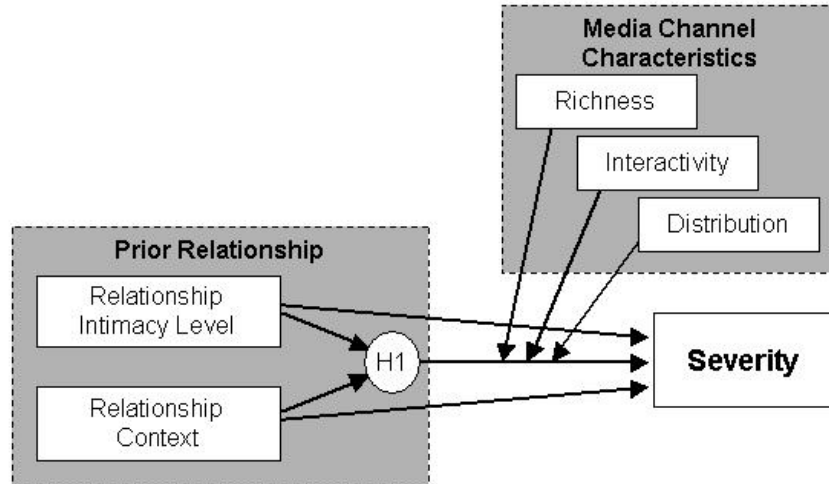 Media Channel
Characteristics
Richness
Interactivity
Distribution
Prior Relationship
Relationship
Intimacy Level
H1
Severity
Relationship
Context